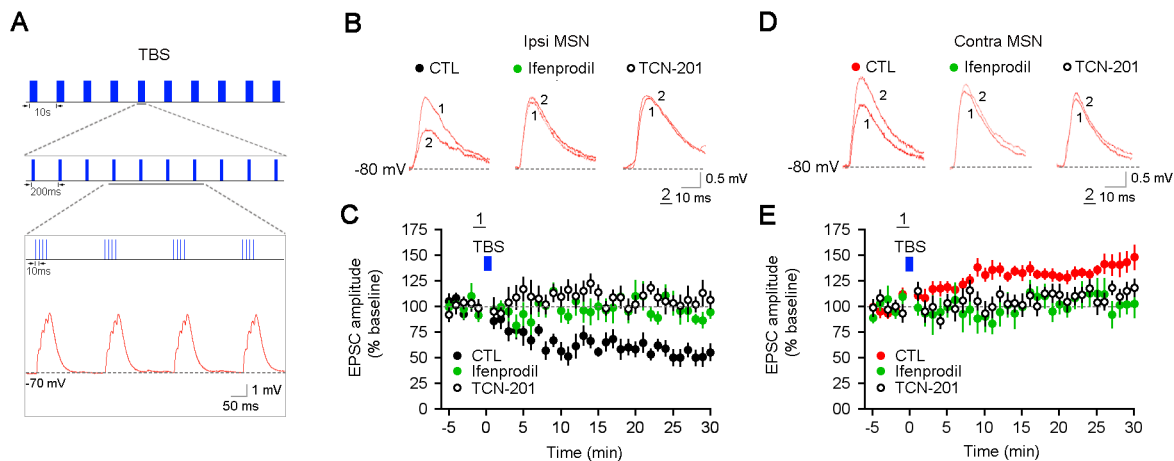 A
TBS
10s
200ms
10ms
-70 mV
1 mV
50 ms
B
Ipsi MSN
CTL
Ifenprodil
TCN-201
1
2
2
1
2
1
-80 mV
0.5 mV
2
10 ms
C
1
TBS
EPSC amplitude
(% baseline)
175
150
125
100
75
50
25
0
CTL
Ifenprodil
TCN-201
-5
0
5
10
15
20
25
30
Time (min)
D
Contra MSN
CTL
Ifenprodil
TCN-201
2
1
2
1
2
1
-80 mV
0.5 mV
2
10 ms
E
1
TBS
EPSC amplitude
(% baseline)
175
150
125
100
75
50
25
00
CTL
Ifenprodil
TCN-201
-5
0
5
10
15
20
25
30
Time (min)